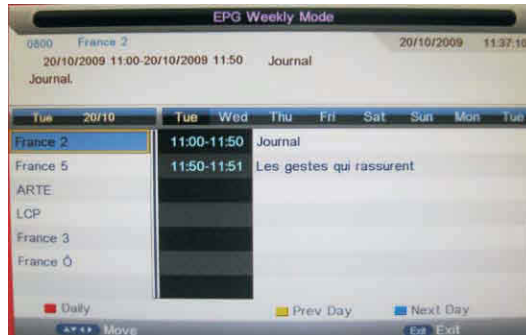 EPG Weekly Mode
0800 France 2 20/10/2009 11:37:16
20/10/2009 11:00-20/10/2009 11:50 Journal
Journal.
Tue 20/10 Tue Wed Thu Fri Sat Sun Mon Tue
France 2 11:00-11:50 Journal
France 5 11:50-11:51 Les gestes qui rassurent
ARTE
LCP
France 3
France Ô
Daily Prev Day Next Day
Move Exit Exit